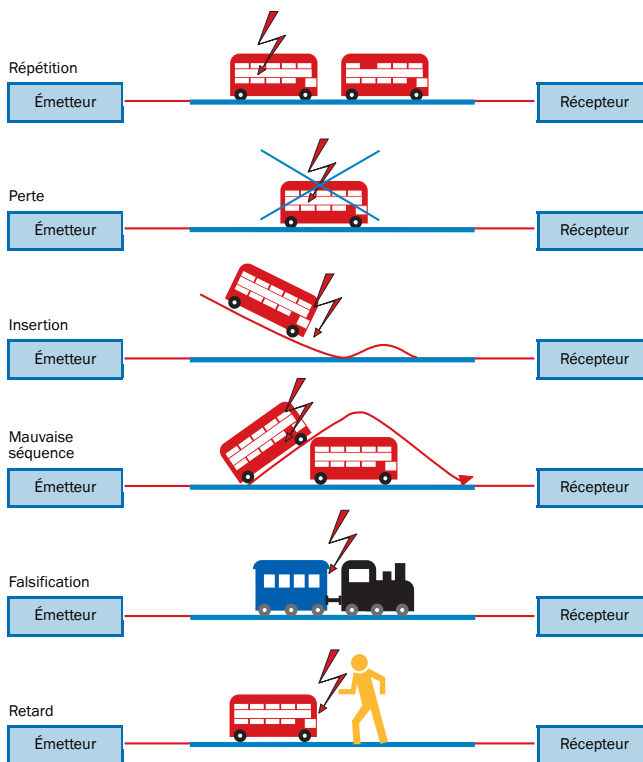 Répétition
Émetteur
Récepteur
Perte
Émetteur
Récepteur
Insertion
Émetteur
Récepteur
Mauvaise
séquence
Émetteur
Récepteur
Falsification
Émetteur
Récepteur
Retard
Émetteur
Récepteur